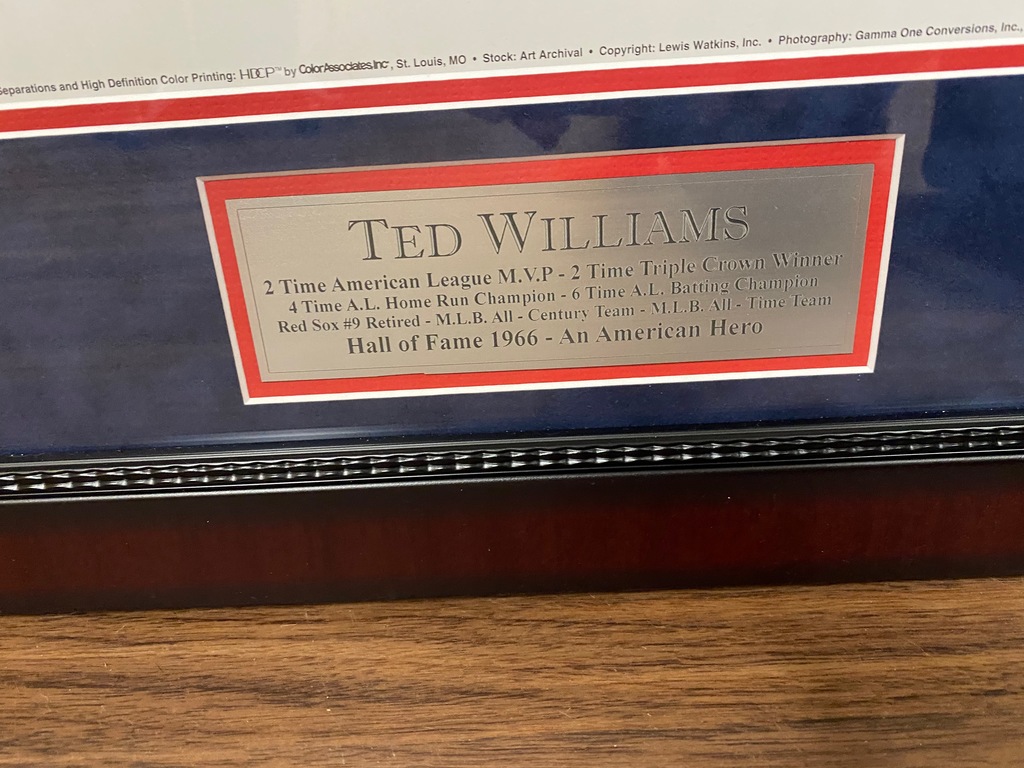 Separations and High Definition Color Printing: HDCP™ by ColorAssociates,Inc., St. Louis, MO • Stock: Art Archival • Copyright: Lewis Watkins, Inc. • Photography: Gamma One Conversions, Inc.,
TED WILLIAMS
2 Time American League M.V.P - 2 Time Triple Crown Winner
4 Time A.L. Home Run Champion - 6 Time A.L. Batting Champion
Red Sox #9 Retired - M.L.B. All - Century Team - M.L.B. All - Time Team
Hall of Fame 1966 - An American Hero